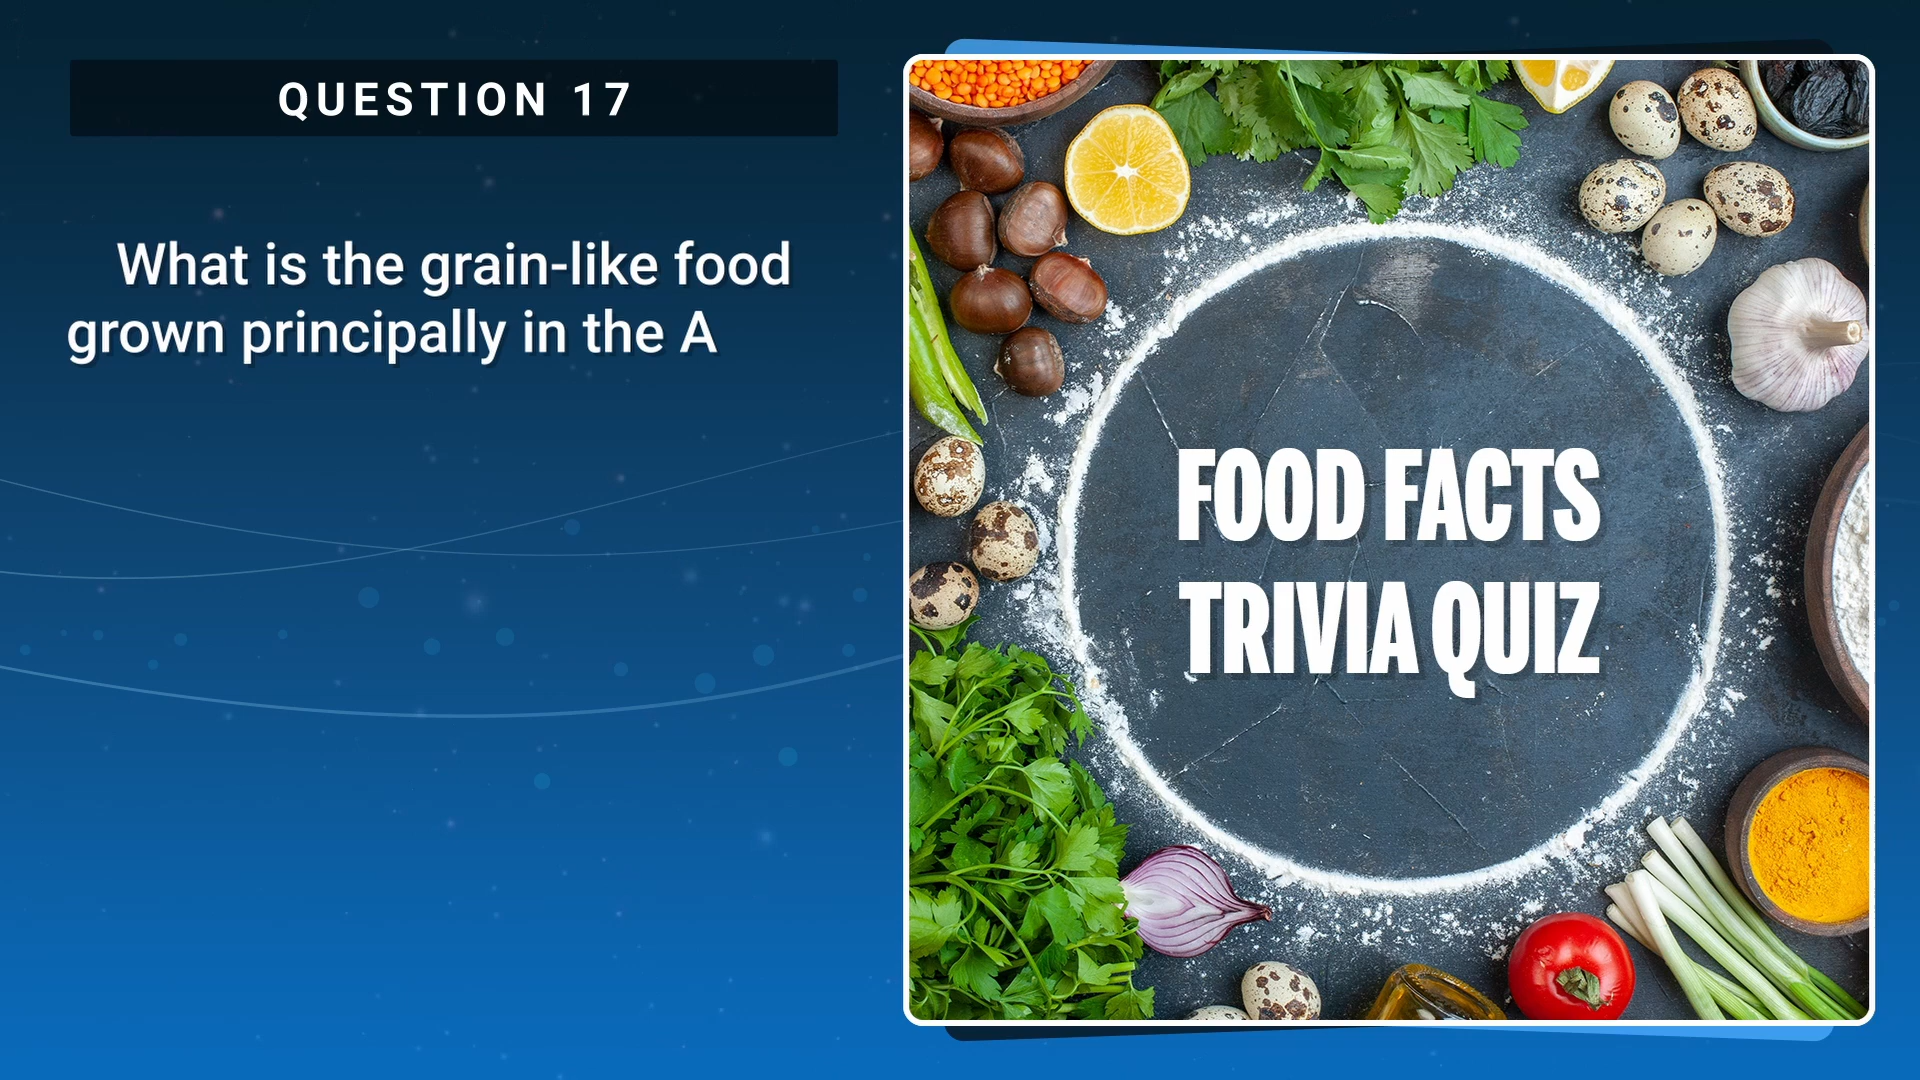 QUESTION 17
What is the grain-like food
grown principally in the A
FOOD FACTS
TRIVIA QUIZ